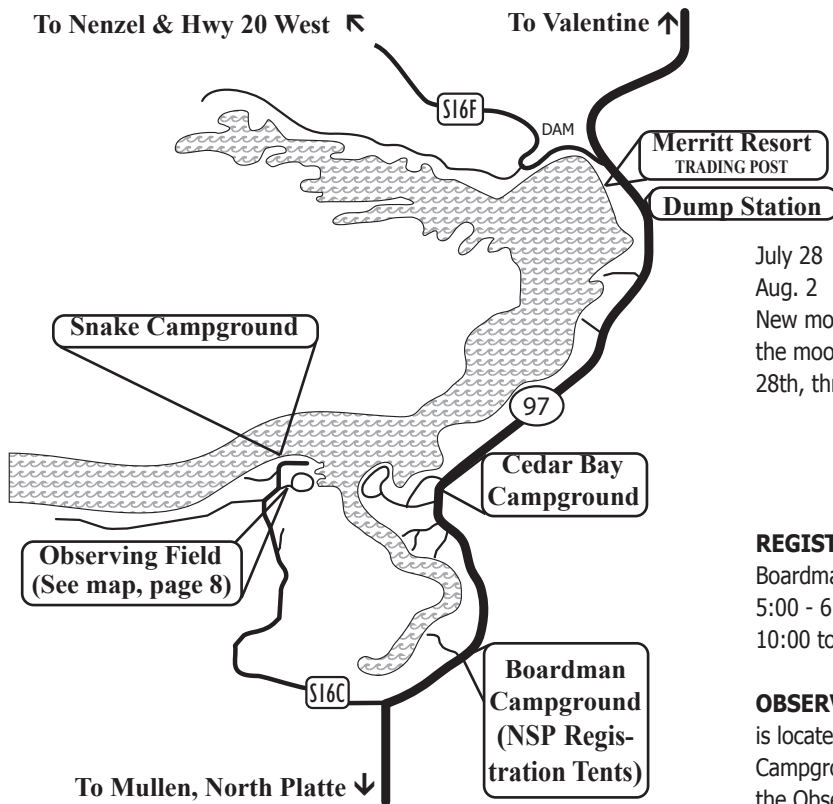 To Nenzel & Hwy 20 West
To Valentine
S16F
DAM
Merritt Resort
TRADING POST
Dump Station
Snake Campground
97
Cedar Bay
Campground
Observing Field
(See map, page 8)
Boardman
Campground
(NSP Regis-
tration Tents)
S16C
To Mullen, North Platte
July 28
Aug. 2
New mo
the moo
28th, th
REGIST
Boardma
5:00 - 6
10:00 to
OBSERV
is locate
Campgro
the Obse